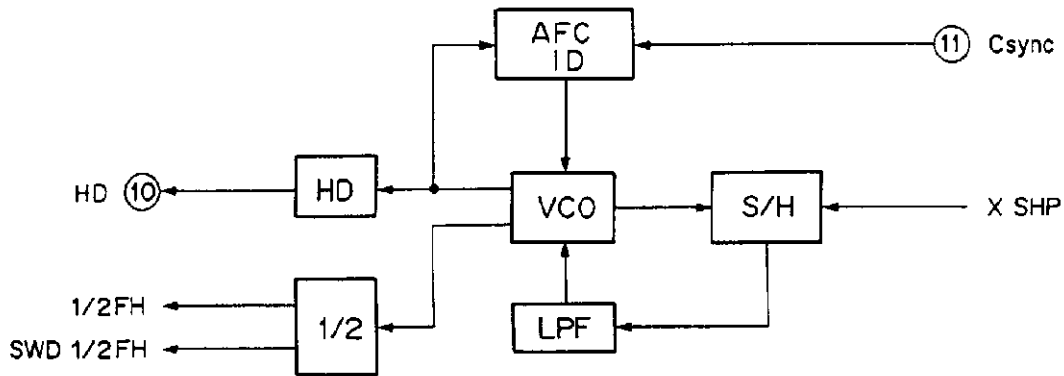 AFC
ID
11 Csync
HD 10
HD
VCO
S/H
X SHP
1/2FH
SWD 1/2FH
1/2
LPF